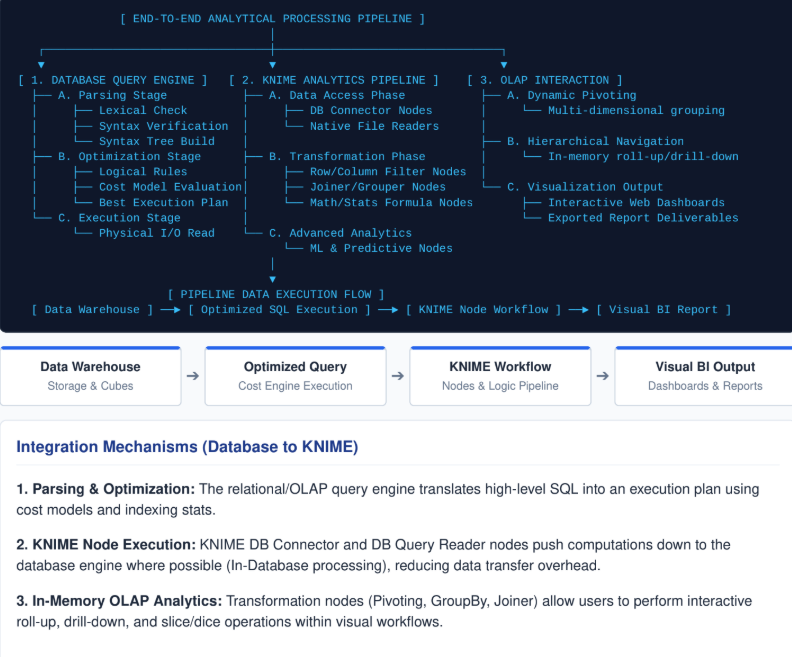 [ END-TO-END ANALYTICAL PROCESSING PIPELINE ]
[ 1. DATABASE QUERY ENGINE ] [ 2. KNIME ANALYTICS PIPELINE ] [ 3. OLAP INTERACTION ]
A. Parsing Stage A. Data Access Phase A. Dynamic Pivoting
Lexical Check DB Connector Nodes Multi-dimensional grouping
Syntax Verification Native File Readers
Syntax Tree Build B. Hierarchical Navigation
B. Optimization Stage B. Transformation Phase In-memory roll-up/drill-down
Logical Rules Row/Column Filter Nodes
Cost Model Evaluation Joiner/Grouper Nodes C. Visualization Output
Best Execution Plan Math/Stats Formula Nodes Interactive Web Dashboards
C. Execution Stage Exported Report Deliverables
Physical I/O Read C. Advanced Analytics
ML & Predictive Nodes
[ PIPELINE DATA EXECUTION FLOW ]
[ Data Warehouse ] ──► [ Optimized SQL Execution ] ──► [ KNIME Node Workflow ] ──► [ Visual BI Report ]
Data Warehouse → Optimized Query → KNIME Workflow → Visual BI Output
Storage & Cubes Cost Engine Execution Nodes & Logic Pipeline Dashboards & Reports
Integration Mechanisms (Database to KNIME)
1. Parsing & Optimization: The relational/OLAP query engine translates high-level SQL into an execution plan using
cost models and indexing stats.
2. KNIME Node Execution: KNIME DB Connector and DB Query Reader nodes push computations down to the
database engine where possible (In-Database processing), reducing data transfer overhead.
3. In-Memory OLAP Analytics: Transformation nodes (Pivoting, GroupBy, Joiner) allow users to perform interactive
roll-up, drill-down, and slice/dice operations within visual workflows.